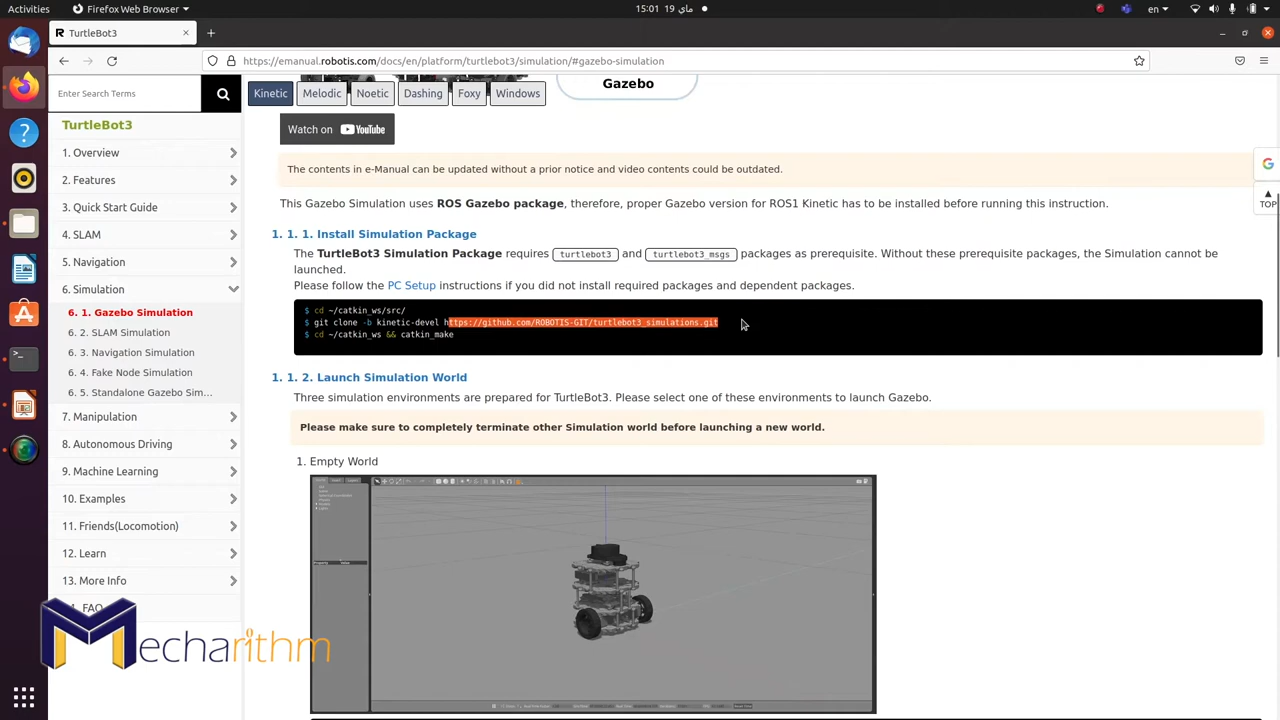 Activities
Firefox Web Browser
15:01 19 ماي
en
TurtleBot3
https://emanual.robotis.com/docs/en/platform/turtlebot3/simulation/#gazebo-simulation
Enter Search Terms
Kinetic
Melodic
Noetic
Dashing
Foxy
Windows
Gazebo
TurtleBot3
1. Overview
2. Features
3. Quick Start Guide
4. SLAM
5. Navigation
6. Simulation
6. 1. Gazebo Simulation
6. 2. SLAM Simulation
6. 3. Navigation Simulation
6. 4. Fake Node Simulation
6. 5. Standalone Gazebo Sim...
7. Manipulation
8. Autonomous Driving
9. Machine Learning
10. Examples
11. Friends(Locomotion)
12. Learn
13. More Info
FAQ
Mecharithm
Watch on YouTube
The contents in e-Manual can be updated without a prior notice and video contents could be outdated.
This Gazebo Simulation uses ROS Gazebo package, therefore, proper Gazebo version for ROS1 Kinetic has to be installed before running this instruction.
1. 1. 1. Install Simulation Package
The TurtleBot3 Simulation Package requires turtlebot3 and turtlebot3_msgs packages as prerequisite. Without these prerequisite packages, the Simulation cannot be
launched.
Please follow the PC Setup instructions if you did not install required packages and dependent packages.
$ cd ~/catkin_ws/src/
$ git clone -b kinetic-devel https://github.com/ROBOTIS-GIT/turtlebot3_simulations.git
$ cd ~/catkin_ws && catkin_make
1. 1. 2. Launch Simulation World
Three simulation environments are prepared for TurtleBot3. Please select one of these environments to launch Gazebo.
Please make sure to completely terminate other Simulation world before launching a new world.
1. Empty World
TOP